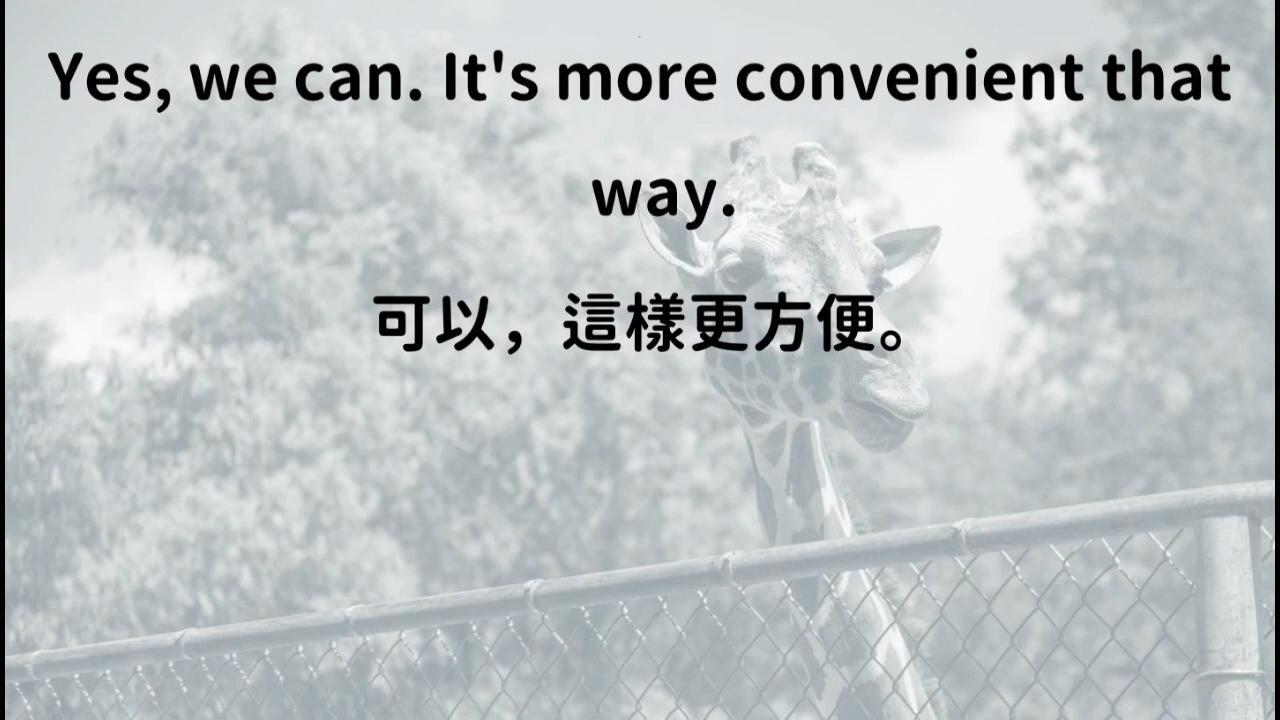 Yes, we can. It's more convenient that
way.
可以，這樣更方便。